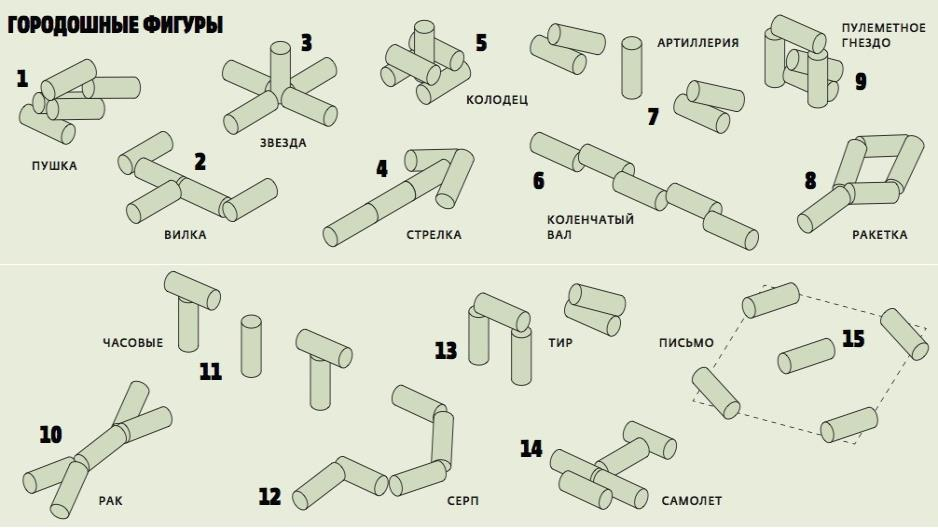 ГОРОДОШНЫЕ ФИГУРЫ
1
ПУШКА
2
ВИЛКА
3
ЗВЕЗДА
4
СТРЕЛКА
5
КОЛОДЕЦ
6
КОЛЕНЧАТЫЙ
ВАЛ
АРТИЛЛЕРИЯ
7
ПУЛЕМЕТНОЕ
ГНЕЗДО
9
8
РАКЕТКА
ЧАСОВЫЕ
11
10
РАК
12
СЕРП
13
ТИР
14
САМОЛЕТ
ПИСЬМО
15